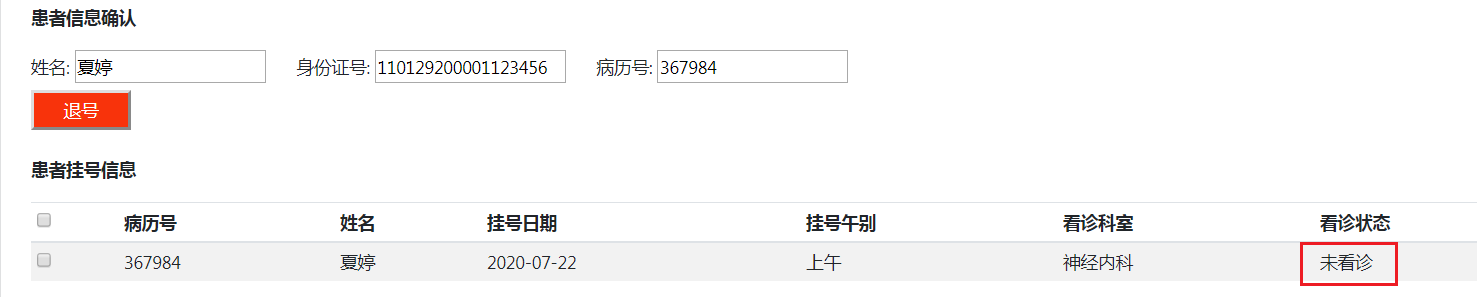 患者信息确认
姓名: 夏婷 身份证号: 110129200001123456 病历号: 367984
退号
患者挂号信息
病历号 姓名 挂号日期 挂号午别 看诊科室 看诊状态
367984 夏婷 2020-07-22 上午 神经内科 未看诊